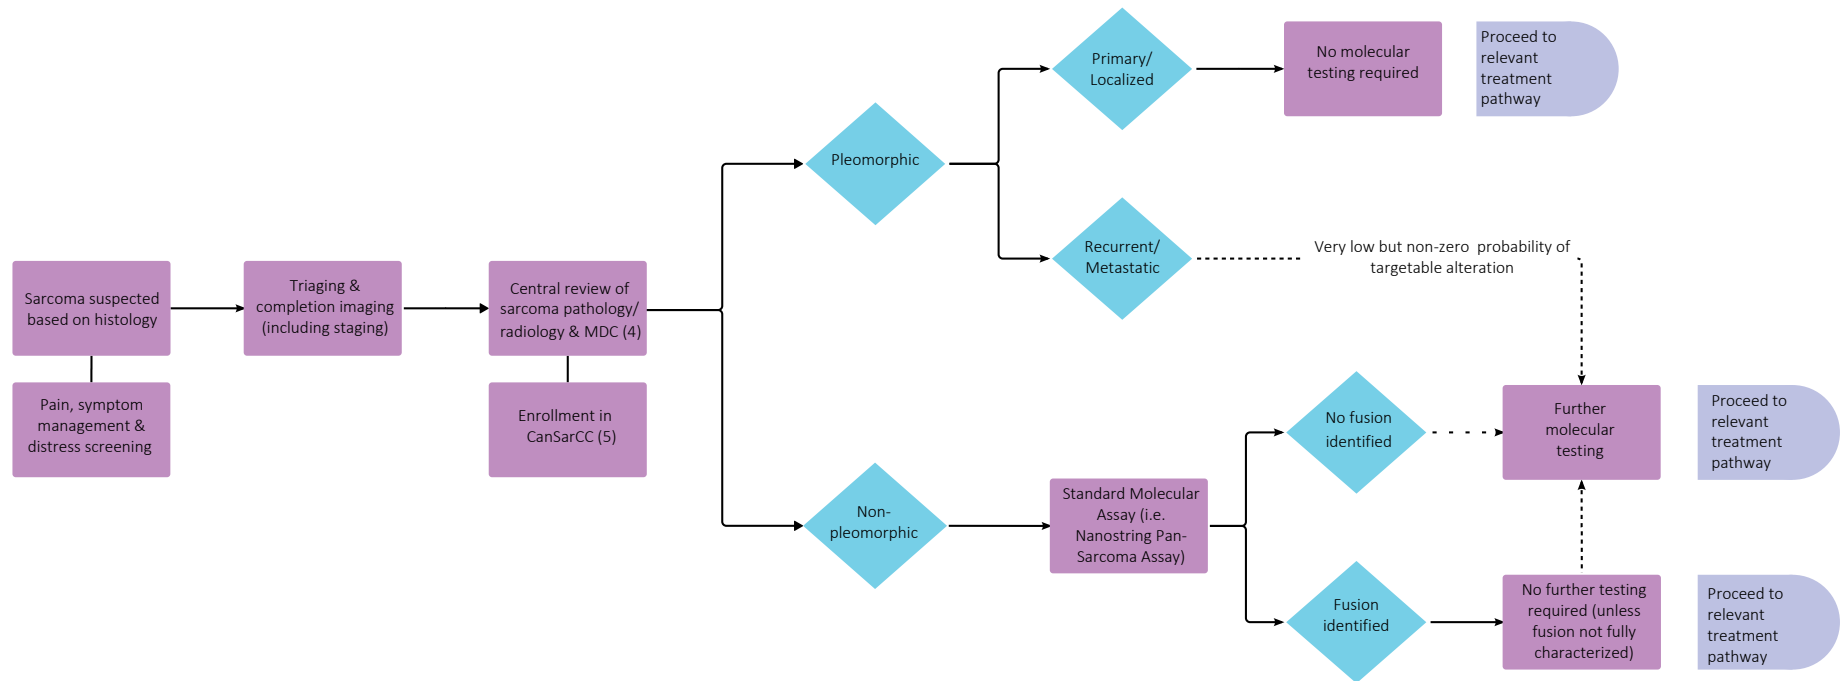 Sarcoma suspected
based on histology
Pain, symptom
management &
distress screening
Triaging &
completion imaging
(including staging)
Central review of
sarcoma pathology/
radiology & MDC (4)
Enrollment in
CanSarCC (5)
Pleomorphic
Primary/
Localized
No molecular
testing required
Proceed to
relevant
treatment
pathway
Recurrent/
Metastatic
Very low but non-zero probability of
targetable alteration
Non-
pleomorphic
Standard Molecular
Assay (i.e.
Nanostring Pan-
Sarcoma Assay)
No fusion
identified
Further
molecular
testing
Proceed to
relevant
treatment
pathway
Fusion
identified
No further testing
required (unless
fusion not fully
characterized)
Proceed to
relevant
treatment
pathway